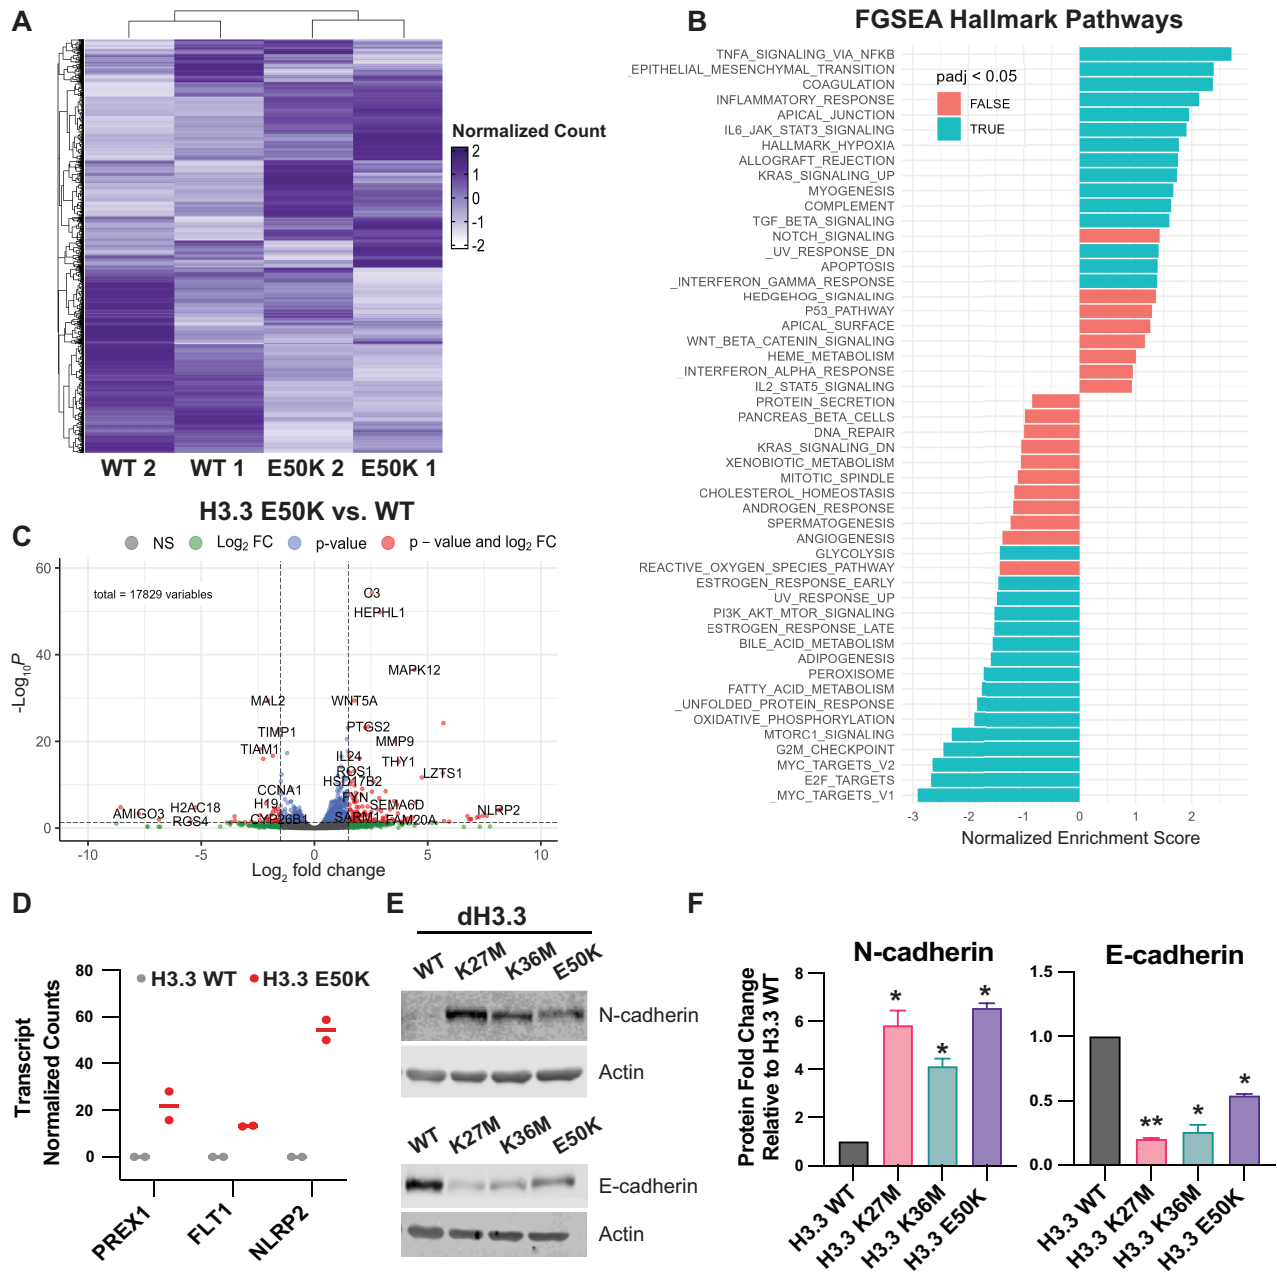 A
Normalized Count
2
1
0
-1
-2
WT 2
WT 1
E50K 2
E50K 1
B
FGSEA Hallmark Pathways
padj < 0.05
FALSE
TRUE
TNFA_SIGNALING_VIA_NFKB
_EPITHELIAL_MESENCHYMAL_TRANSITION
COAGULATION
INFLAMMATORY_RESPONSE
APICAL_JUNCTION
IL6_JAK_STAT3_SIGNALING
HALLMARK_HYPOXIA
ALLOGRAFT_REJECTION
KRAS_SIGNALING_UP
MYOGENESIS
COMPLEMENT
TGF_BETA_SIGNALING
NOTCH_SIGNALING
_UV_RESPONSE_DN
APOPTOSIS
_INTERFERON_GAMMA_RESPONSE
HEDGEHOG_SIGNALING
P53_PATHWAY
APICAL_SURFACE
WNT_BETA_CATENIN_SIGNALING
HEME_METABOLISM
_INTERFERON_ALPHA_RESPONSE
IL2_STAT5_SIGNALING
PROTEIN_SECRETION
PANCREAS_BETA_CELLS
DNA_REPAIR
KRAS_SIGNALING_DN
XENOBIOTIC_METABOLISM
MITOTIC_SPINDLE
CHOLESTEROL_HOMEOSTASIS
ANDROGEN_RESPONSE
SPERMATOGENESIS
ANGIOGENESIS
GLYCOLYSIS
REACTIVE_OXYGEN_SPECIES_PATHWAY
ESTROGEN_RESPONSE_EARLY
UV_RESPONSE_UP
PI3K_AKT_MTOR_SIGNALING
ESTROGEN_RESPONSE_LATE
BILE_ACID_METABOLISM
ADIPOGENESIS
PEROXISOME
FATTY_ACID_METABOLISM
_UNFOLDED_PROTEIN_RESPONSE
OXIDATIVE_PHOSPHORYLATION
MTORC1_SIGNALING
G2M_CHECKPOINT
MYC_TARGETS_V2
E2F_TARGETS
_MYC_TARGETS_V1
-3 -2 -1 0 1 2
Normalized Enrichment Score
C
H3.3 E50K vs. WT
NS
Log2 FC
p-value
p − value and log2 FC
total = 17829 variables
-Log10P
60
40
20
0
O3
HEPHL1
MAPK12
MAL2
WNT5A
TIMP1
PTGS2
TIAM1
MMP9
IL24
THY1
ROS1
LZTS1
HSD17B2
CCNA1
FYN
H2AC18
H19
SEMA6D
AMIGO3
NLRP2
RGS4
CYP26B1
SARM1
FAM20A
-10 -5 0 5 10
Log2 fold change
D
H3.3 WT
H3.3 E50K
Transcript
Normalized Counts
80
60
40
20
0
PREX1
FLT1
NLRP2
E
dH3.3
WT
K27M
K36M
E50K
N-cadherin
Actin
WT
K27M
K36M
E50K
E-cadherin
Actin
F
N-cadherin
Protein Fold Change
Relative to H3.3 WT
8
6
4
2
0
*
*
*
H3.3 WT
H3.3 K27M
H3.3 K36M
H3.3 E50K
E-cadherin
1.5
1.0
0.5
0.0
**
*
*
H3.3 WT
H3.3 K27M
H3.3 K36M
H3.3 E50K